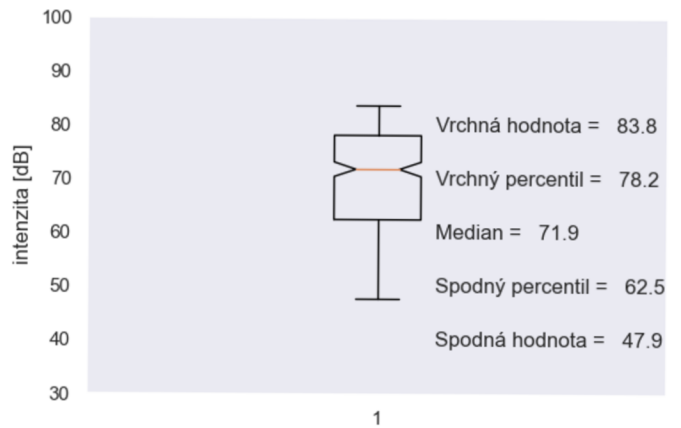 100
90
80
70
60
50
40
30
intenzita [dB]
Vrchná hodnota = 83.8
Vrchný percentil = 78.2
Median = 71.9
Spodný percentil = 62.5
Spodná hodnota = 47.9
1